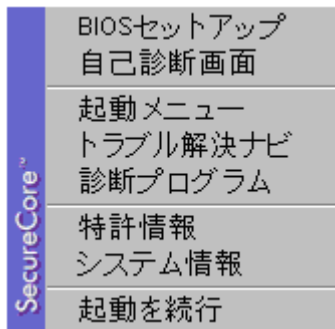 BIOSセットアップ
自己診断画面
起動メニュー
トラブル解決ナビ
診断プログラム
特許情報
システム情報
起動を続行
SecureCore™